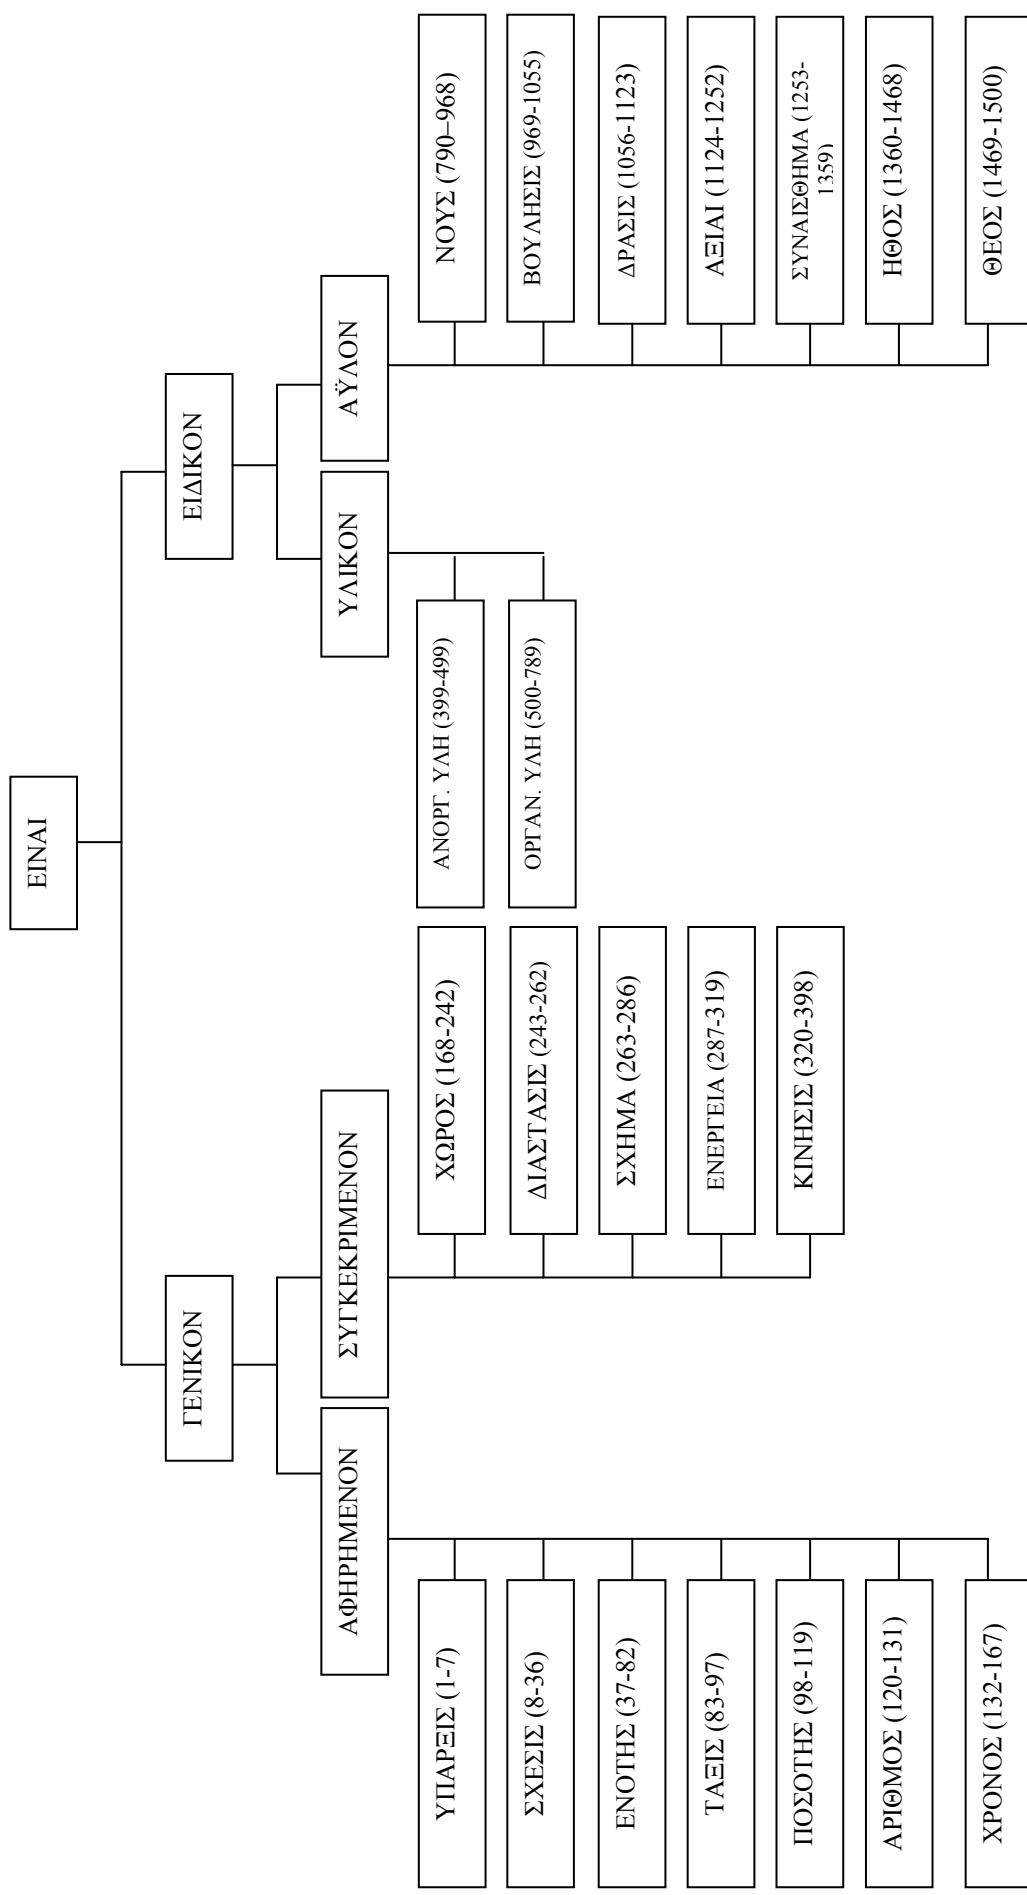 ΕΙΝΑΙ
ΓΕΝΙΚΟΝ
ΕΙΔΙΚΟΝ
ΑΦΗΡΗΜΕΝΟΝ
ΣΥΓΚΕΚΡΙΜΕΝΟΝ
ΥΛΙΚΟΝ
ΑΫΛΟΝ
ΥΠΑΡΞΙΣ (1-7)
ΣΧΕΣΙΣ (8-36)
ΕΝΟΤΗΣ (37-82)
ΤΑΞΙΣ (83-97)
ΠΟΣΟΤΗΣ (98-119)
ΑΡΙΘΜΟΣ (120-131)
ΧΡΟΝΟΣ (132-167)
ΧΩΡΟΣ (168-242)
ΔΙΑΣΤΑΣΙΣ (243-262)
ΣΧΗΜΑ (263-286)
ΕΝΕΡΓΕΙΑ (287-319)
ΚΙΝΗΣΙΣ (320-398)
ΑΝΟΡΓ. ΥΛΗ (399-499)
ΟΡΓΑΝ. ΥΛΗ (500-789)
ΝΟΥΣ (790–968)
ΒΟΥΛΗΣΙΣ (969-1055)
ΔΡΑΣΙΣ (1056-1123)
ΑΞΙΑΙ (1124-1252)
ΣΥΝΑΙΣΘΗΜΑ (1253-
1359)
ΗΘΟΣ (1360-1468)
ΘΕΟΣ (1469-1500)